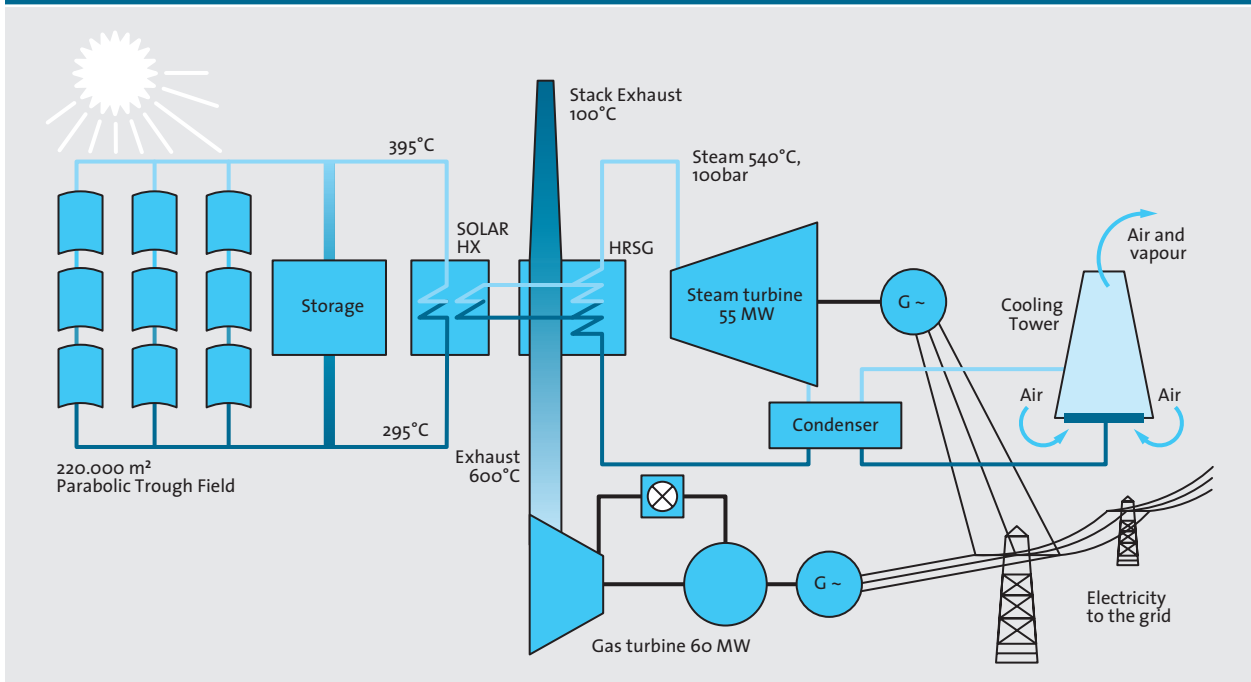 Stack Exhaust
100°C
395°C
Steam 540°C,
100bar
SOLAR
HX
HRSG
Air and
vapour
Storage
Steam turbine
55 MW
G ~
Cooling
Tower
Air
Air
Condenser
295°C
Exhaust
600°C
220.000 m²
Parabolic Trough Field
G ~
Gas turbine 60 MW
Electricity
to the grid